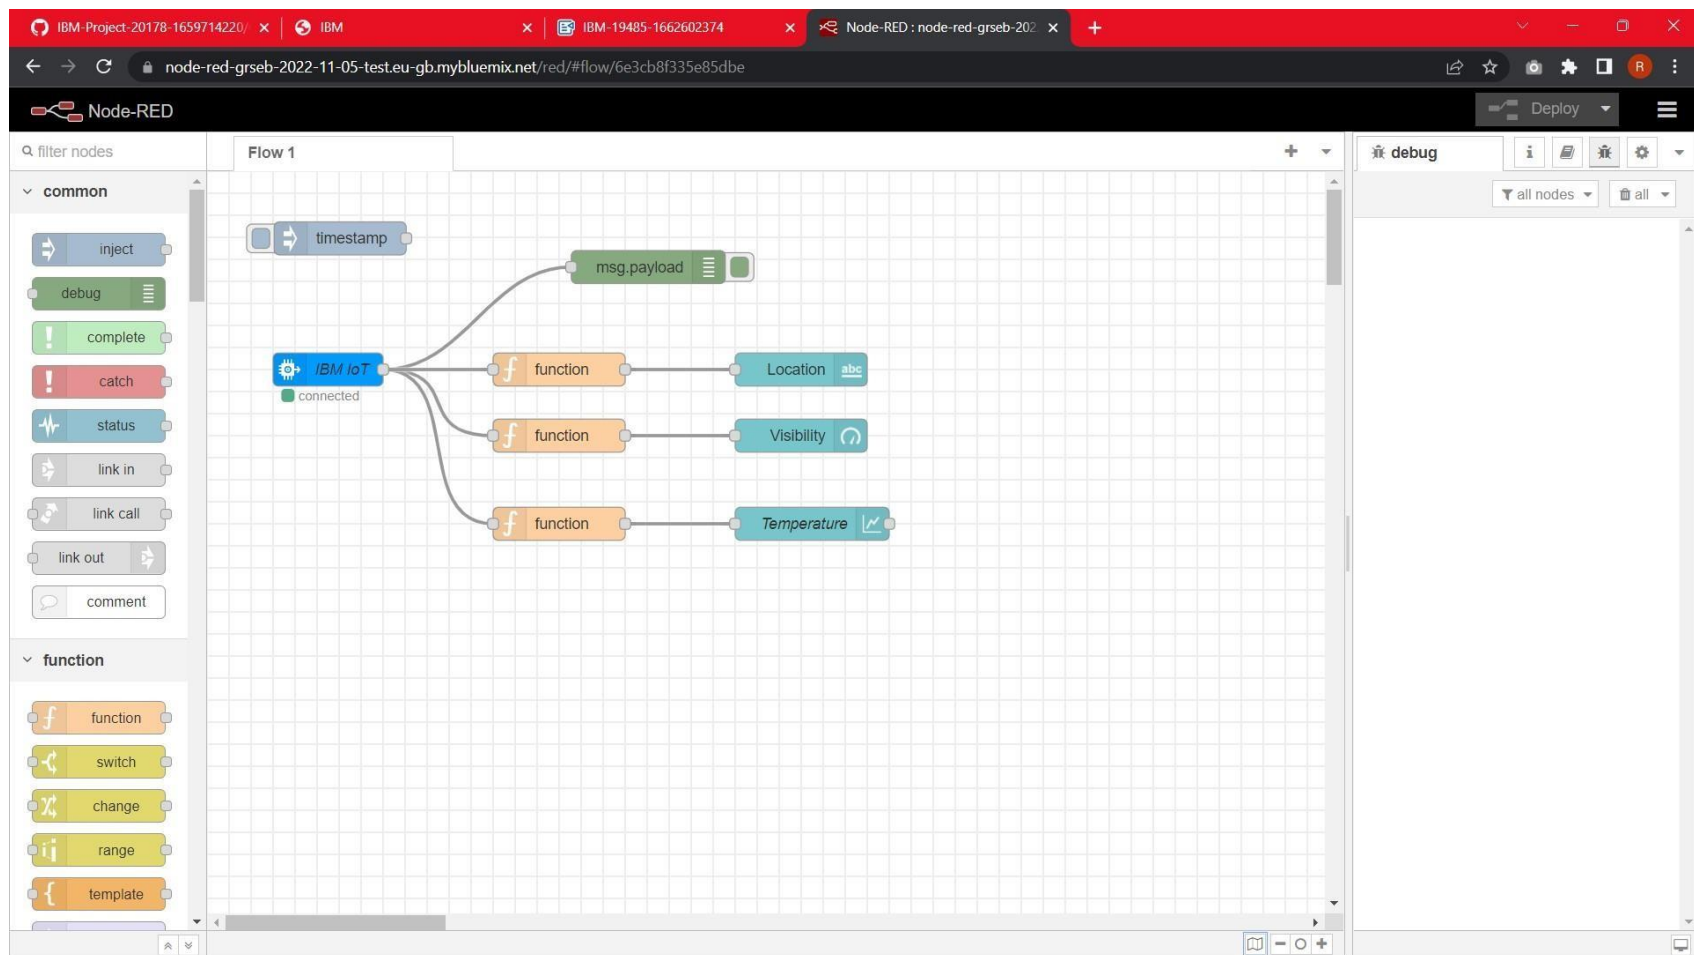 IBM-Project-20178-1659714220/
IBM
IBM-19485-1662602374
Node-RED : node-red-grseb-202
node-red-grseb-2022-11-05-test.eu-gb.mybluemix.net/red/#flow/6e3cb8f335e85dbe
R
Node-RED
Deploy
filter nodes
Flow 1
debug
i
all nodes
all
common
inject
debug
complete
catch
status
link in
link call
link out
comment
function
function
switch
change
range
template
timestamp
msg.payload
IBM IoT
connected
function
Location
abc
function
Visibility
function
Temperature